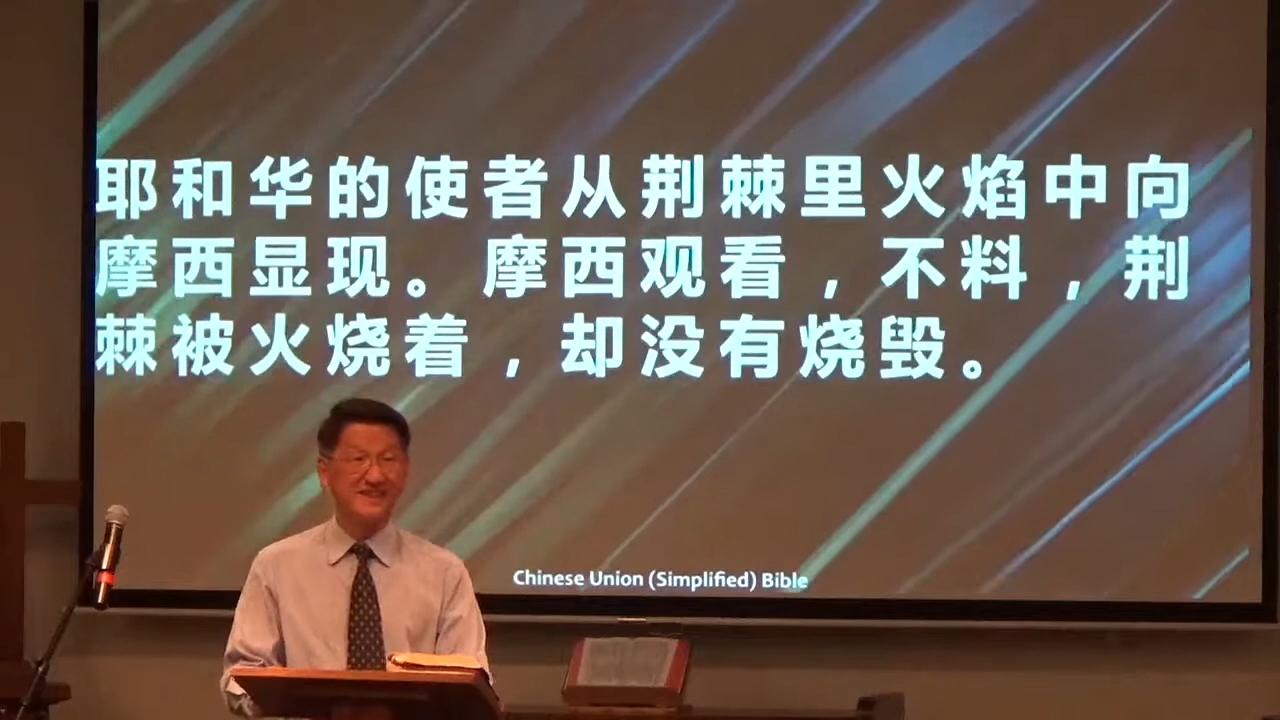 耶和华的使者从荆棘里火焰中向
摩西显现。摩西观看，不料，荆
棘被火烧着，却没有烧毁。
Chinese Union (Simplified) Bible